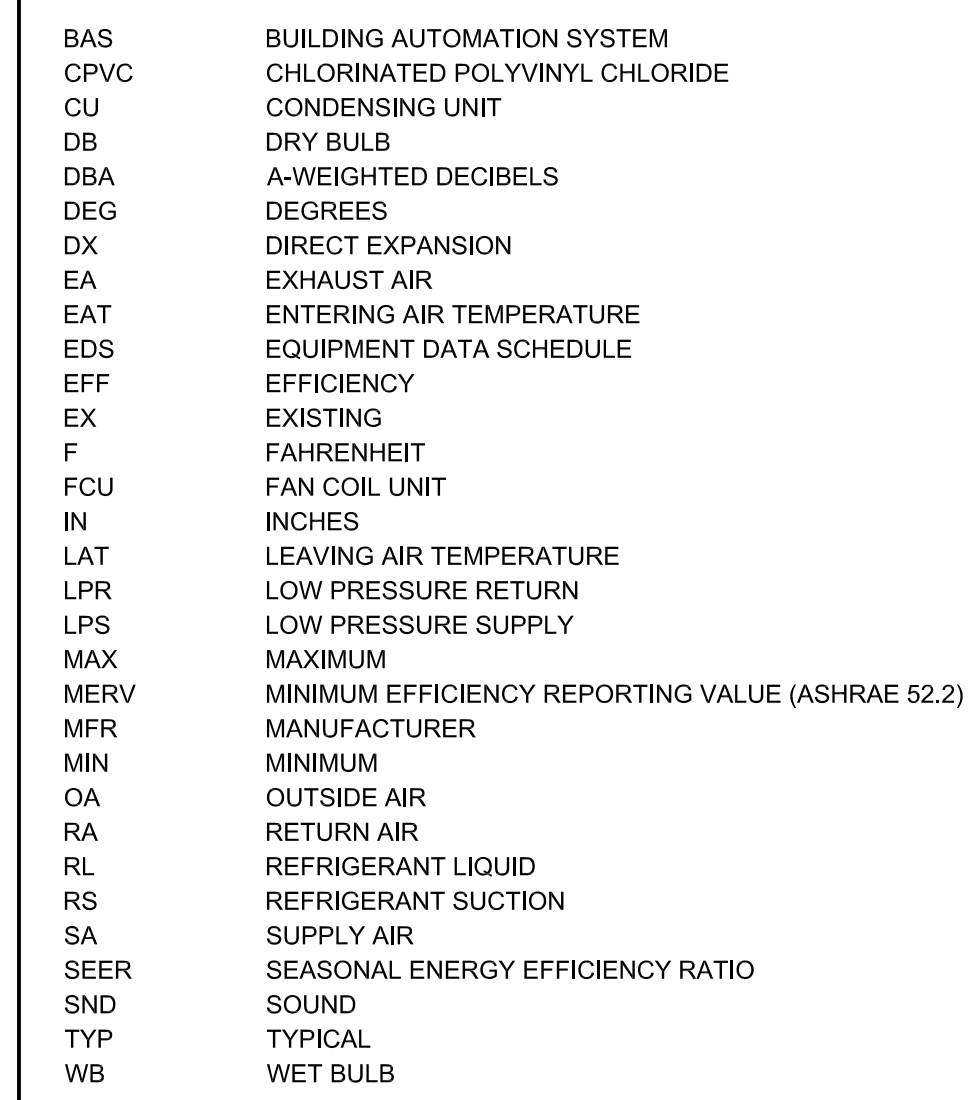 BAS BUILDING AUTOMATION SYSTEM
CPVC CHLORINATED POLYVINYL CHLORIDE
CU CONDENSING UNIT
DB DRY BULB
DBA A-WEIGHTED DECIBELS
DEG DEGREES
DX DIRECT EXPANSION
EA EXHAUST AIR
EAT ENTERING AIR TEMPERATURE
EDS EQUIPMENT DATA SCHEDULE
EFF EFFICIENCY
EX EXISTING
F FAHRENHEIT
FCU FAN COIL UNIT
IN INCHES
LAT LEAVING AIR TEMPERATURE
LPR LOW PRESSURE RETURN
LPS LOW PRESSURE SUPPLY
MAX MAXIMUM
MERV MINIMUM EFFICIENCY REPORTING VALUE (ASHRAE 52.2)
MFR MANUFACTURER
MIN MINIMUM
OA OUTSIDE AIR
RA RETURN AIR
RL REFRIGERANT LIQUID
RS REFRIGERANT SUCTION
SA SUPPLY AIR
SEER SEASONAL ENERGY EFFICIENCY RATIO
SND SOUND
TYP TYPICAL
WB WET BULB